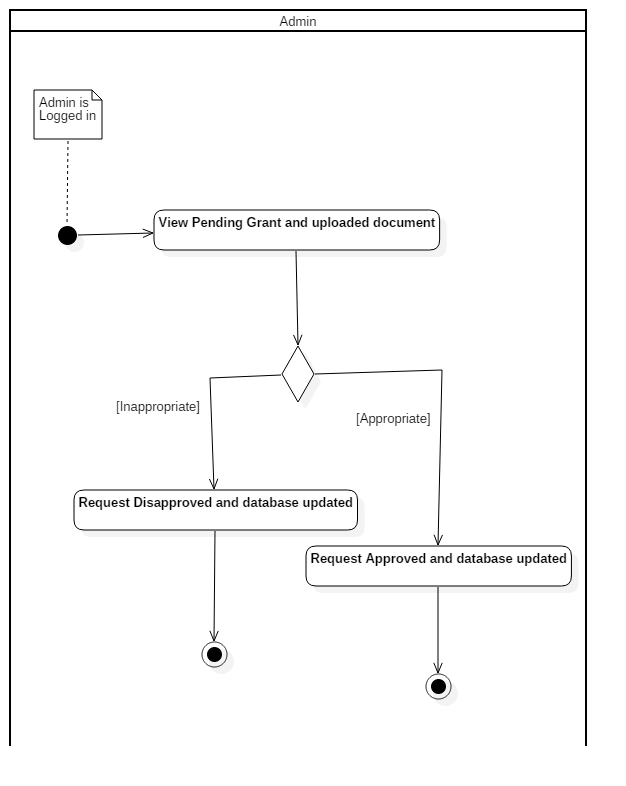 Admin
Admin is
Logged in
View Pending Grant and uploaded document
[Inappropriate]
[Appropriate]
Request Disapproved and database updated
Request Approved and database updated